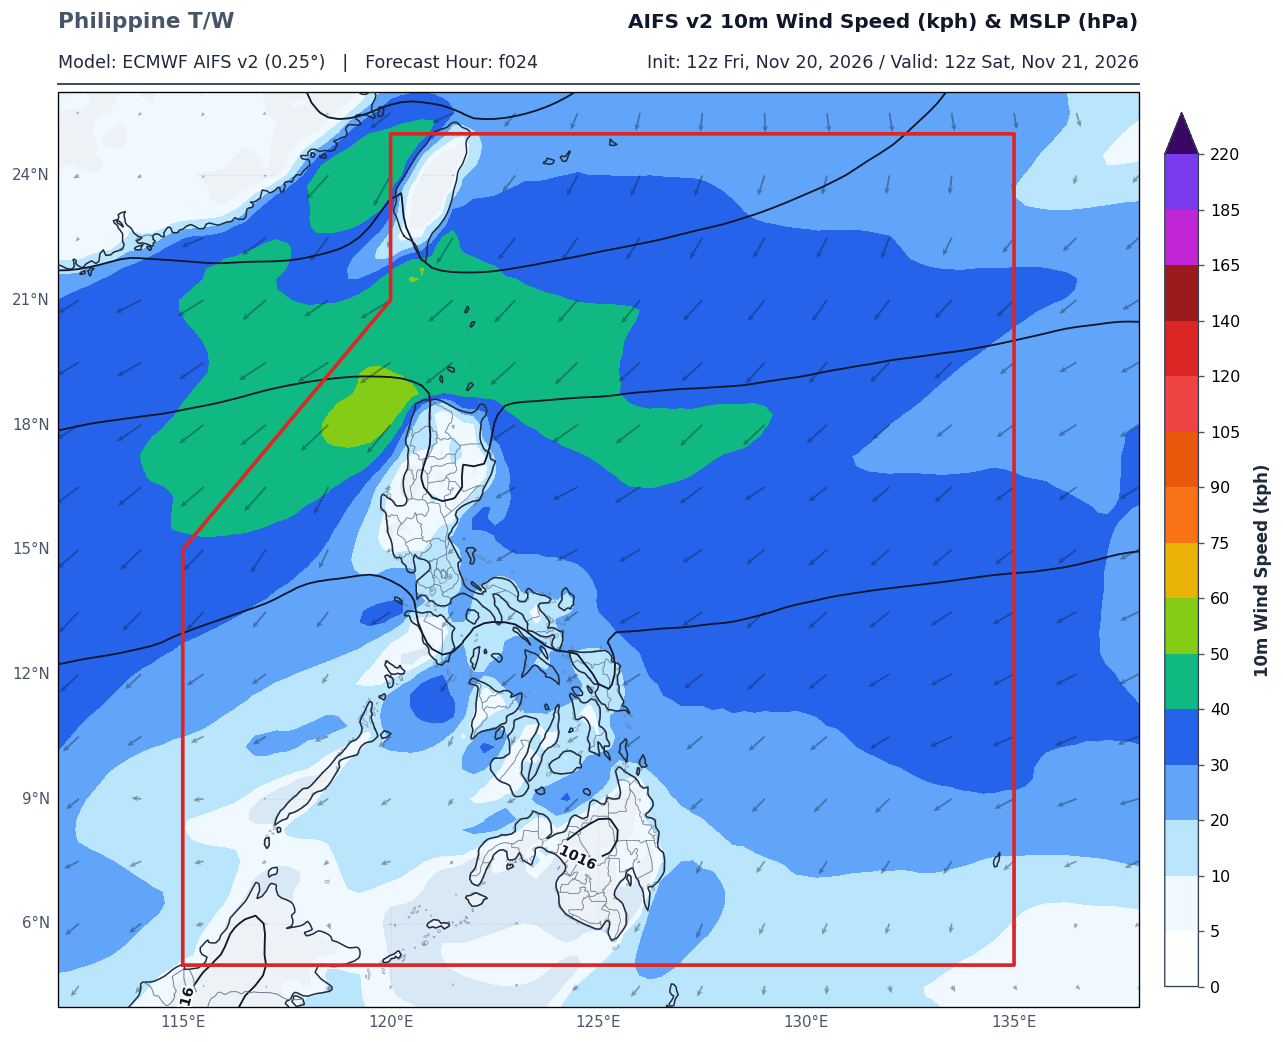 Philippine T/W
AIFS v2 10m Wind Speed (kph) & MSLP (hPa)
Model: ECMWF AIFS v2 (0.25°) | Forecast Hour: f024
Init: 12z Fri, Nov 20, 2026 / Valid: 12z Sat, Nov 21, 2026
24°N
21°N
18°N
15°N
12°N
9°N
6°N
1016
16
115°E
120°E
125°E
130°E
135°E
220
185
165
140
120
105
90
75
60
50
40
30
20
10
5
0
10m Wind Speed (kph)